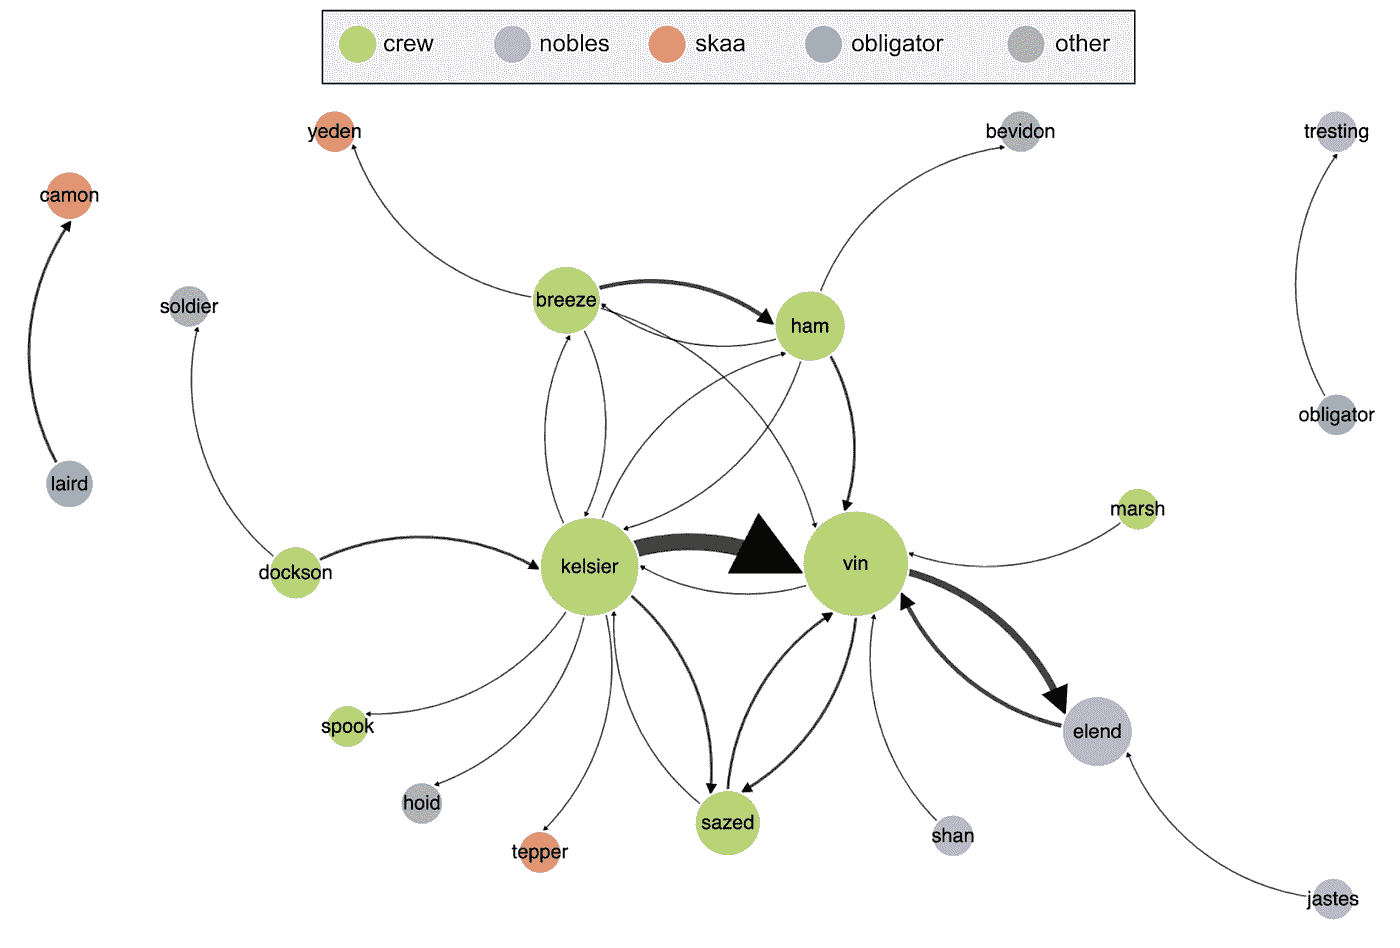 crew nobles skaa obligator other
yeden
bevidon
tresting
camon
breeze
soldier
ham
obligator
laird
marsh
dockson
kelsier
vin
spook
elend
hoid
sazed
shan
tepper
jastes